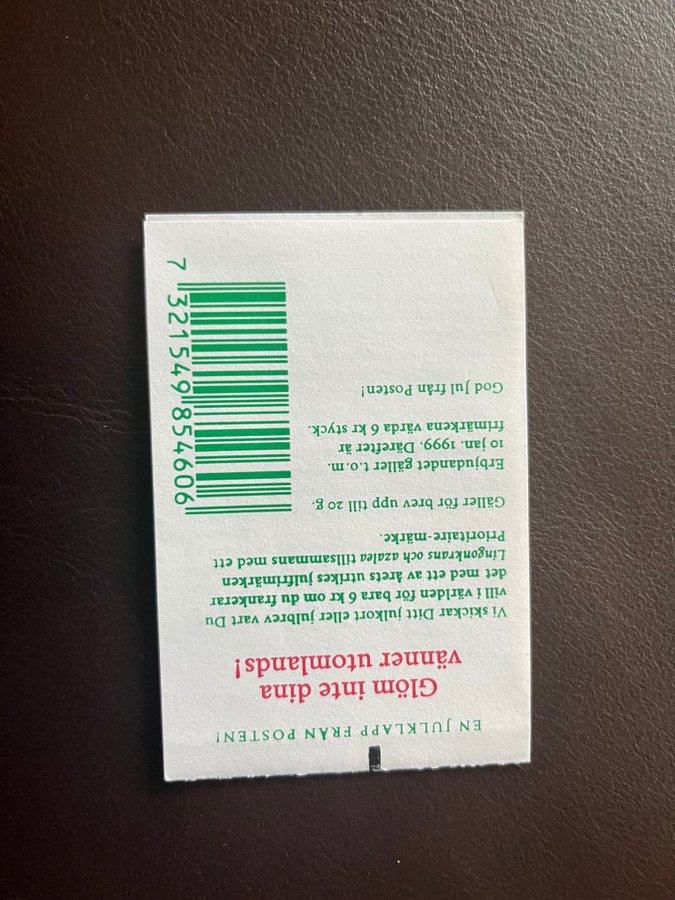 EN JULKLAPP FRÅN POSTEN!
Glöm inte dina
vänner utomlands!
Vi skickar Ditt julkort eller julbrev vart Du
vill i världen för bara 6 kr om du frankerar
det med ett av årets utrikes julfrimärken
Lingonkrans och azalea tillsammans med ett
Prioritaire-märke.
Gäller för brev upp till 20 g.
Erbjudandet gäller t.o.m.
10 jan. 1999. Därefter är
frimärkena värda 6 kr styck.
God Jul från Posten!
7 321549 854606